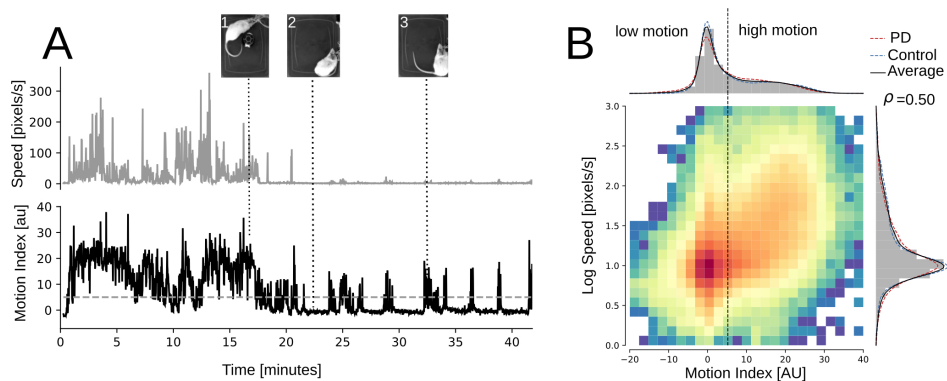 A
1
2
3
Speed [pixels/s]
300
200
100
0
Motion Index [au]
40
30
20
10
0
0
5
10
15
20
25
30
35
40
Time [minutes]
B
low motion
high motion
PD
Control
Average
ρ =0.50
Log Speed [pixels/s]
3.0
2.5
2.0
1.5
1.0
0.5
0.0
−20
−10
0
10
20
30
40
Motion Index [AU]